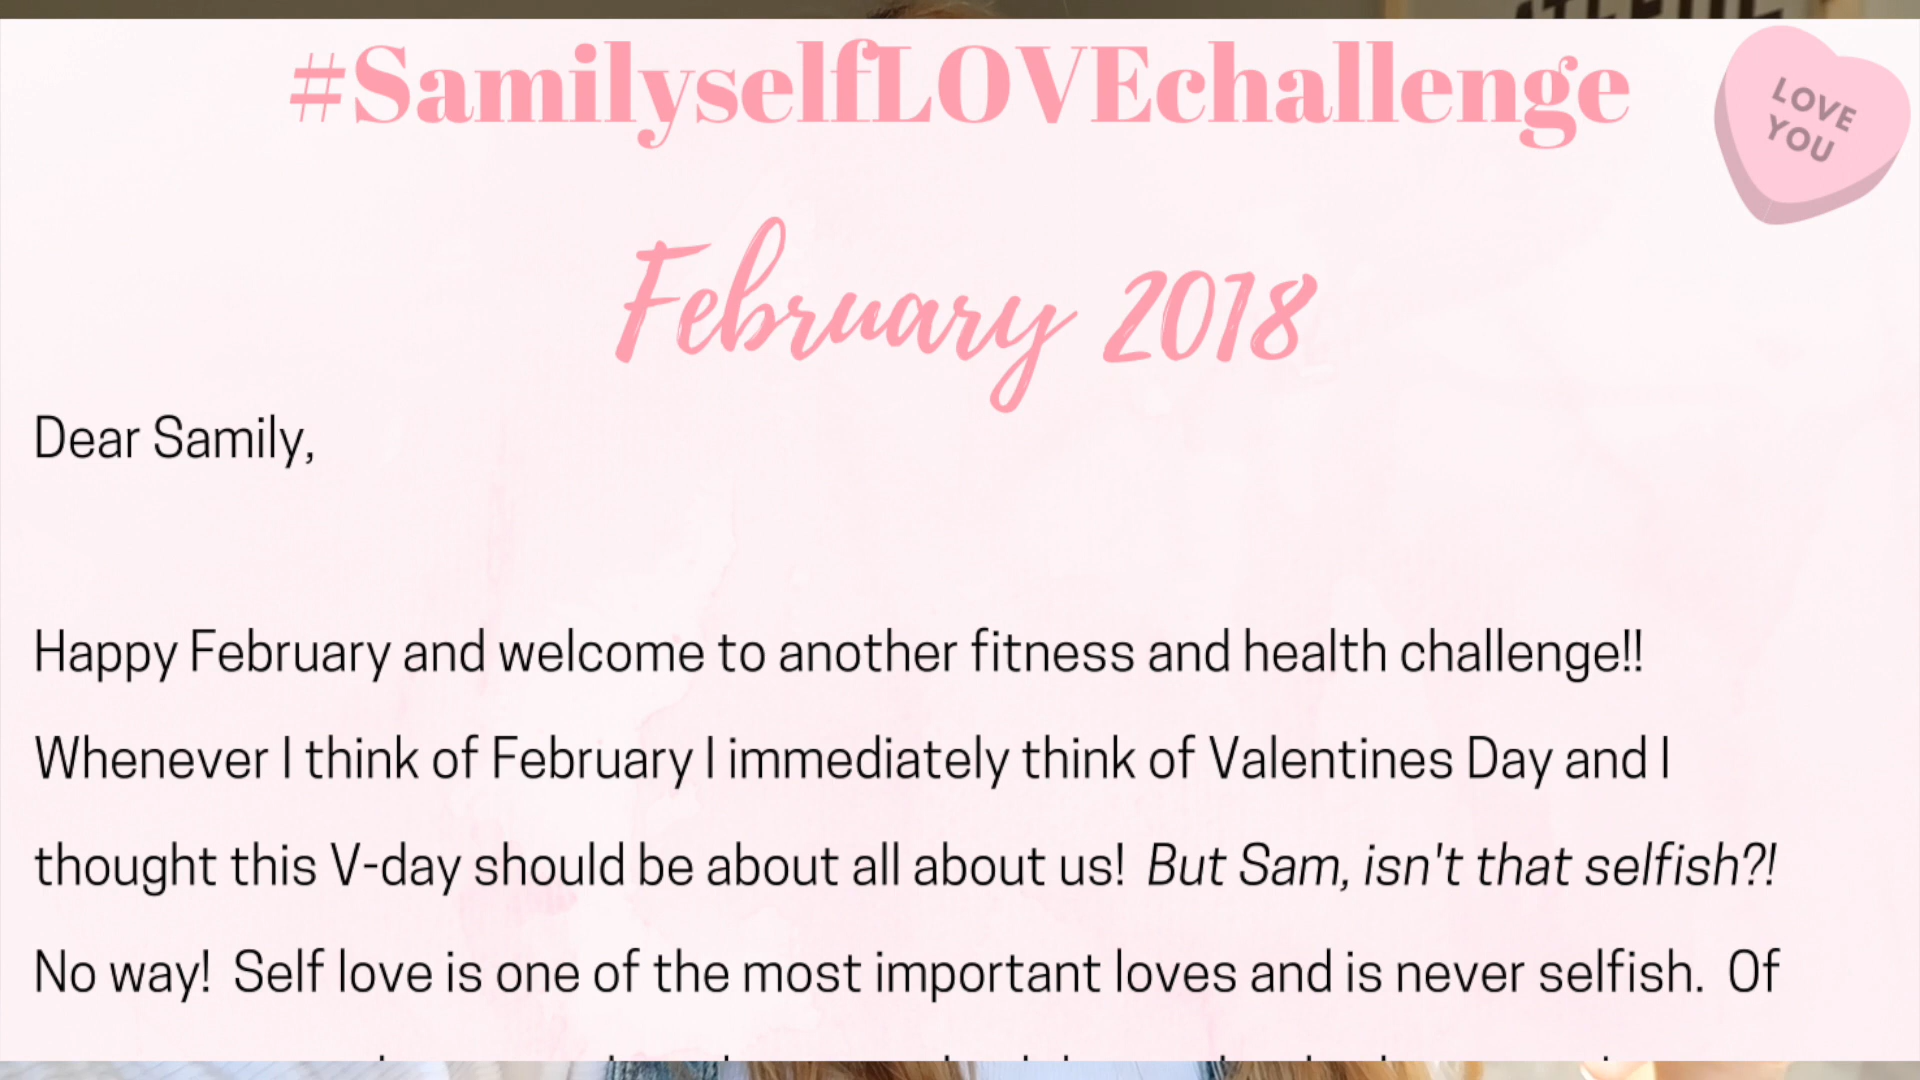 #SamilyselfLOVEchallenge
LOVE
YOU
February 2018
Dear Samily,
Happy February and welcome to another fitness and health challenge!!
Whenever I think of February I immediately think of Valentines Day and I
thought this V-day should be about all about us! But Sam, isn't that selfish?!
No way! Self love is one of the most important loves and is never selfish. Of